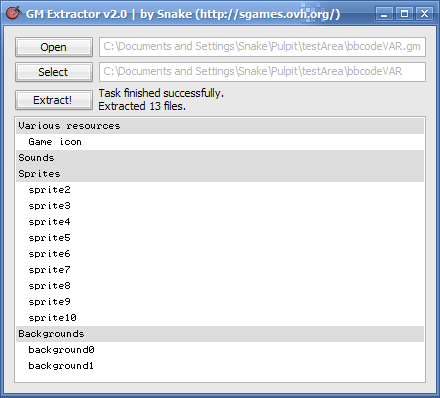 GM Extractor v2.0 | by Snake (http://sgames.ovh.org/)
Open C:\Documents and Settings\Snake\Pulpit\testArea\bbcodeVAR.gm
Select C:\Documents and Settings\Snake\Pulpit\testArea\bbcodeVAR
Extract! Task finished successfully.
Extracted 13 files.
Various resources
Game icon
Sounds
Sprites
sprite2
sprite3
sprite4
sprite5
sprite6
sprite7
sprite8
sprite9
sprite10
Backgrounds
background0
background1